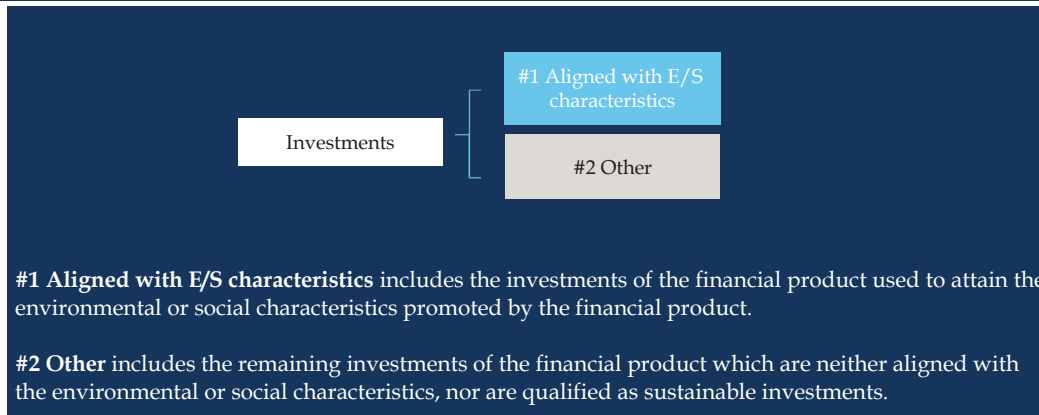 #1 Aligned with E/S
characteristics
Investments
#2 Other
#1 Aligned with E/S characteristics includes the investments of the financial product used to attain the
environmental or social characteristics promoted by the financial product.
#2 Other includes the remaining investments of the financial product which are neither aligned with
the environmental or social characteristics, nor are qualified as sustainable investments.